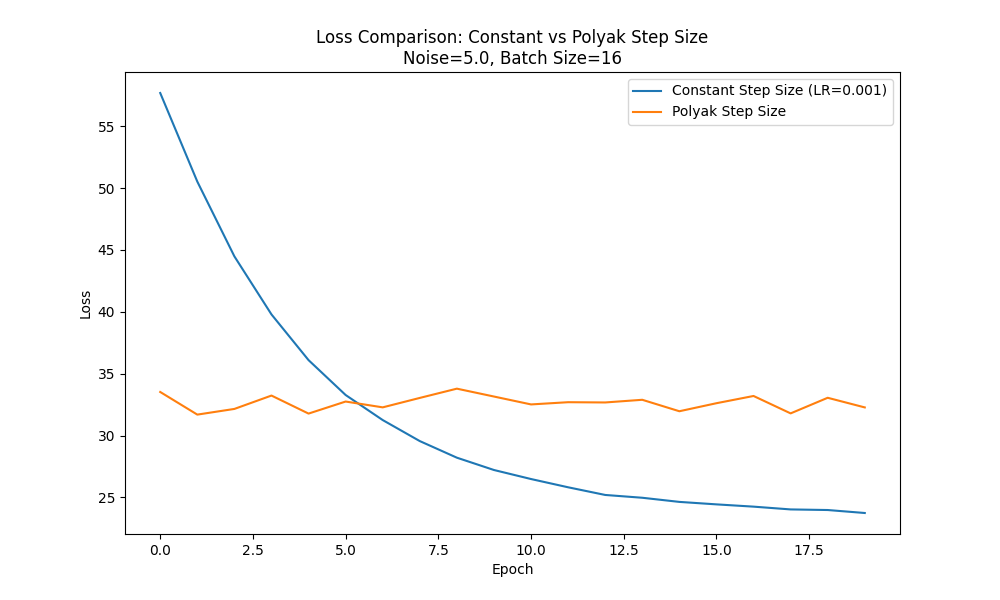 Loss Comparison: Constant vs Polyak Step Size
Noise=5.0, Batch Size=16
Constant Step Size (LR=0.001)
Polyak Step Size
Loss
55
50
45
40
35
30
25
0.0 2.5 5.0 7.5 10.0 12.5 15.0 17.5
Epoch